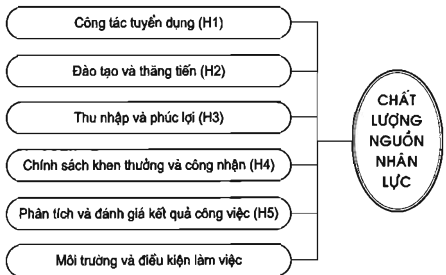 Công tác tuyển dụng (H1)
Đào tạo và thăng tiến (H2)
Thu nhập và phúc lợi (H3)
Chính sách khen thưởng và công nhận (H4)
Phân tích và đánh giá kết quả công việc (H5)
Môi trường và điều kiện làm việc
CHẤT
LƯỢNG
NGUỒN
NHÂN
LỰC